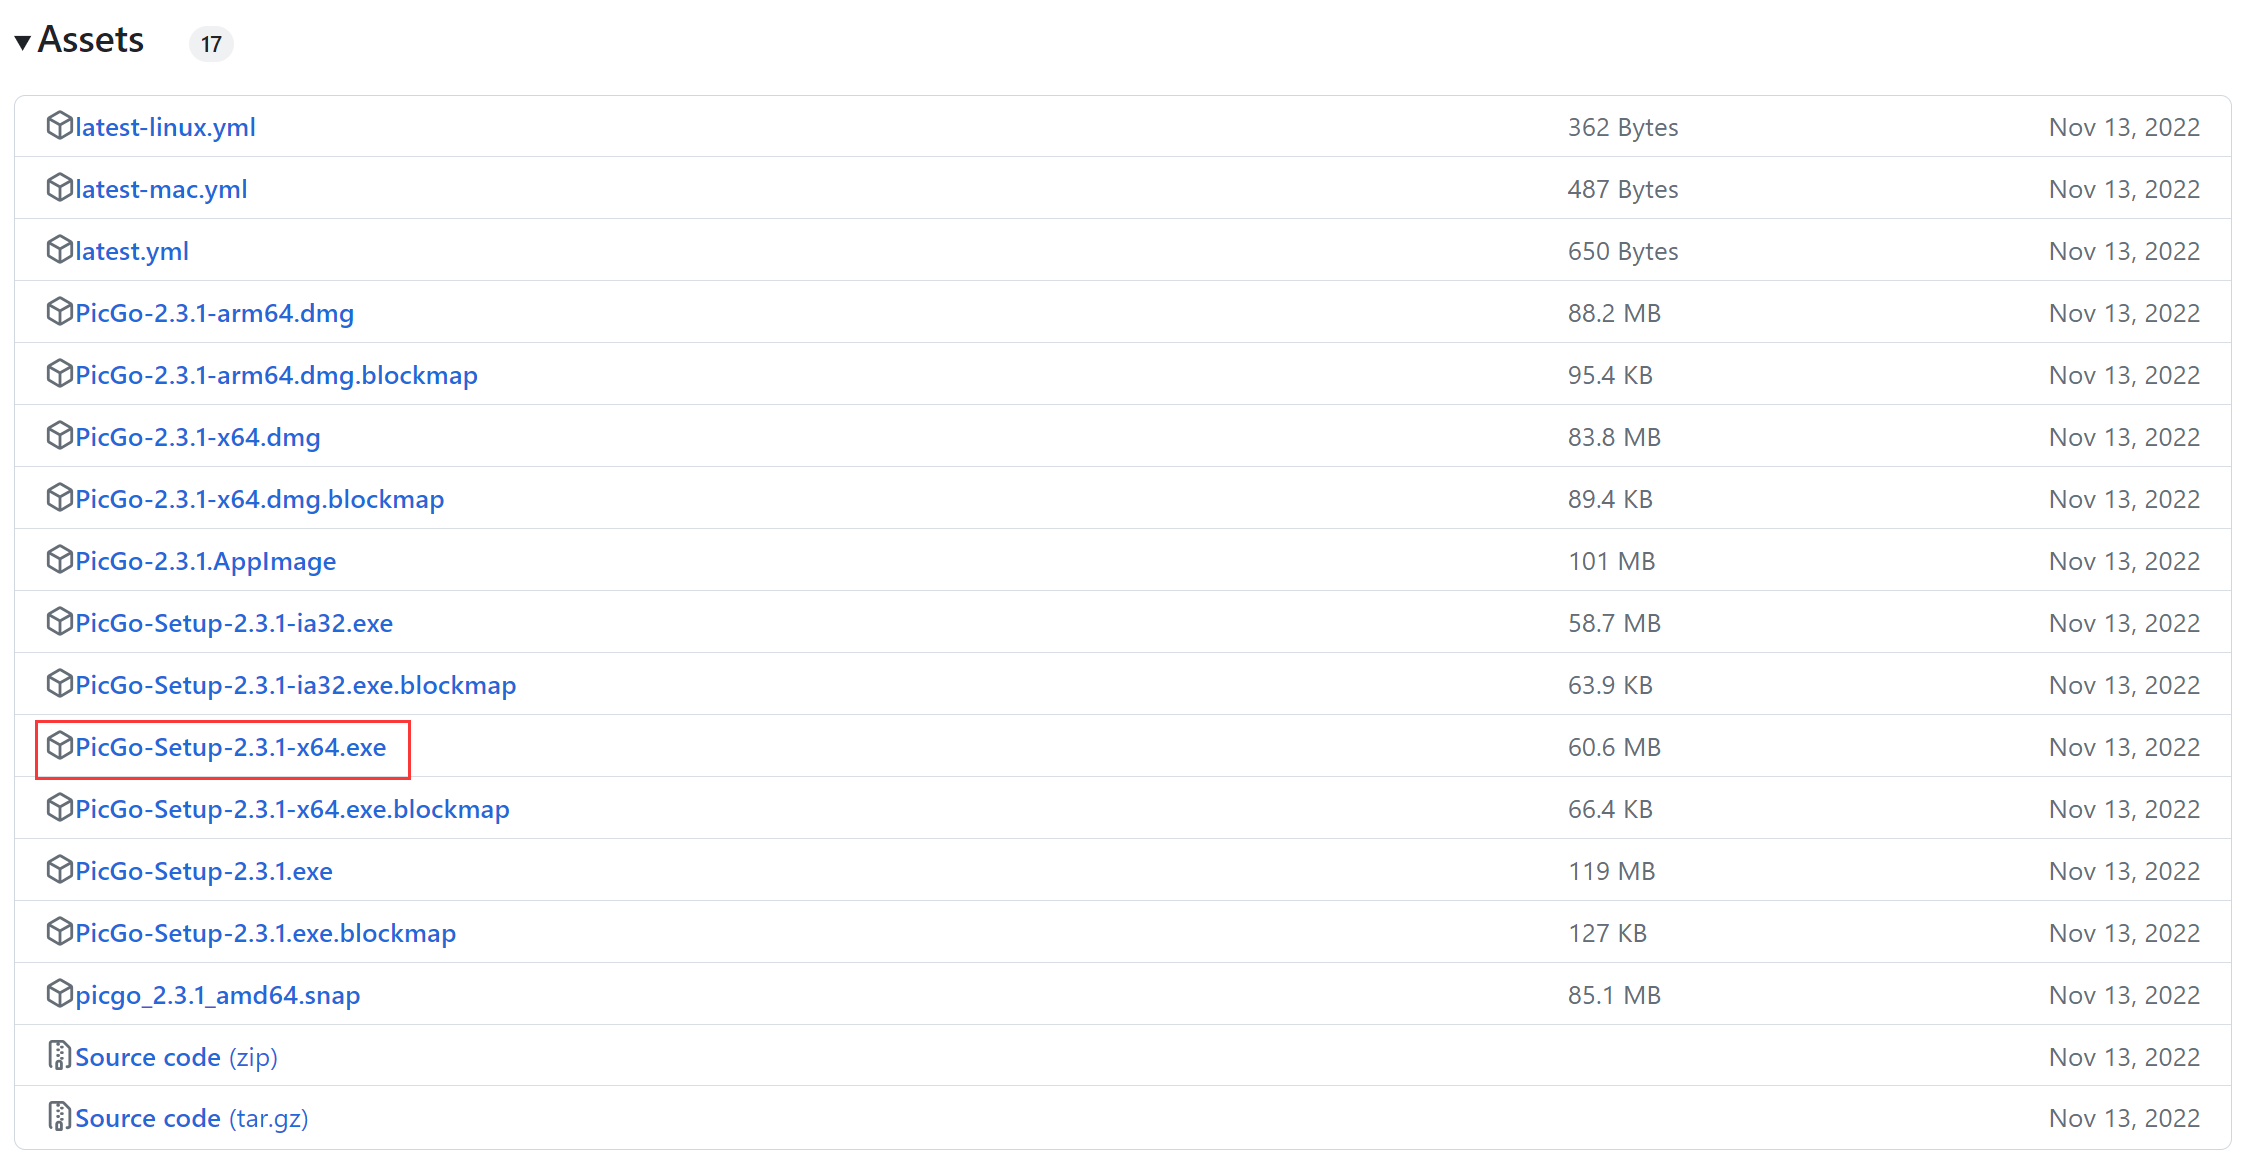 Assets 17
latest-linux.yml 362 Bytes Nov 13, 2022
latest-mac.yml 487 Bytes Nov 13, 2022
latest.yml 650 Bytes Nov 13, 2022
PicGo-2.3.1-arm64.dmg 88.2 MB Nov 13, 2022
PicGo-2.3.1-arm64.dmg.blockmap 95.4 KB Nov 13, 2022
PicGo-2.3.1-x64.dmg 83.8 MB Nov 13, 2022
PicGo-2.3.1-x64.dmg.blockmap 89.4 KB Nov 13, 2022
PicGo-2.3.1.AppImage 101 MB Nov 13, 2022
PicGo-Setup-2.3.1-ia32.exe 58.7 MB Nov 13, 2022
PicGo-Setup-2.3.1-ia32.exe.blockmap 63.9 KB Nov 13, 2022
PicGo-Setup-2.3.1-x64.exe 60.6 MB Nov 13, 2022
PicGo-Setup-2.3.1-x64.exe.blockmap 66.4 KB Nov 13, 2022
PicGo-Setup-2.3.1.exe 119 MB Nov 13, 2022
PicGo-Setup-2.3.1.exe.blockmap 127 KB Nov 13, 2022
picgo_2.3.1_amd64.snap 85.1 MB Nov 13, 2022
Source code (zip) Nov 13, 2022
Source code (tar.gz) Nov 13, 2022